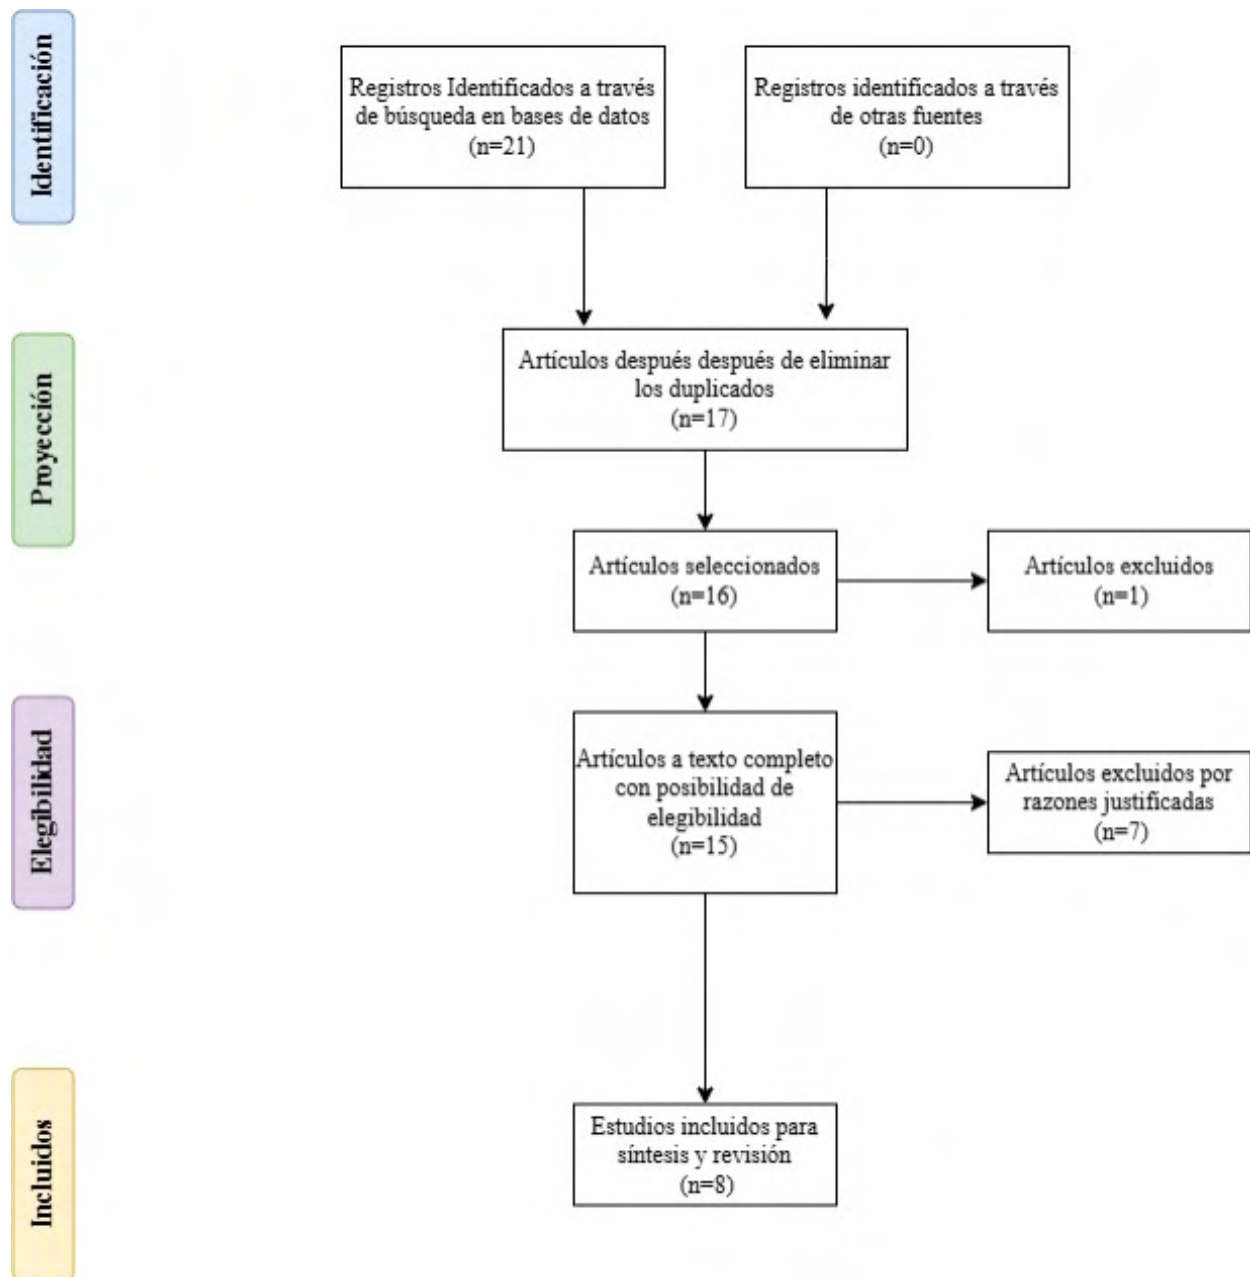 Identificación
Registros Identificados a través
de búsqueda en bases de datos
(n=21)
Registros identificados a través
de otras fuentes
(n=0)
Proyección
Artículos después después de eliminar
los duplicados
(n=17)
Artículos seleccionados
(n=16)
Artículos excluidos
(n=1)
Elegibilidad
Artículos a texto completo
con posibilidad de
elegibilidad
(n=15)
Artículos excluidos por
razones justificadas
(n=7)
Incluidos
Estudios incluidos para
síntesis y revisión
(n=8)